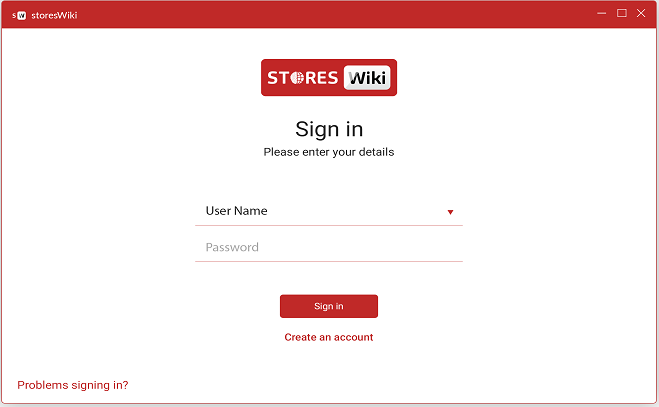 sW storesWiki
STORES Wiki
Sign in
Please enter your details
User Name
Password
Sign in
Create an account
Problems signing in?